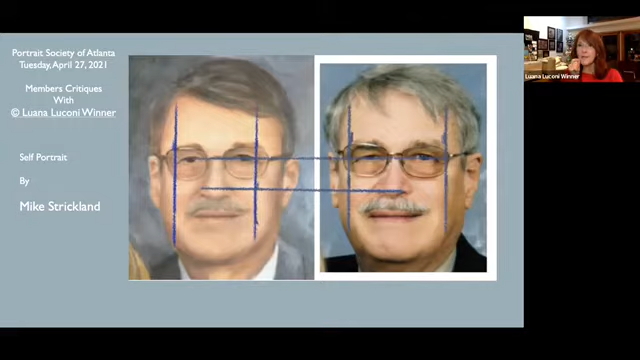 Portrait Society of Atlanta
Tuesday, April 27, 2021
Members Critiques
With
© Luana Luconi Winner
Self Portrait
By
Mike Strickland
Luana Luconi Winner